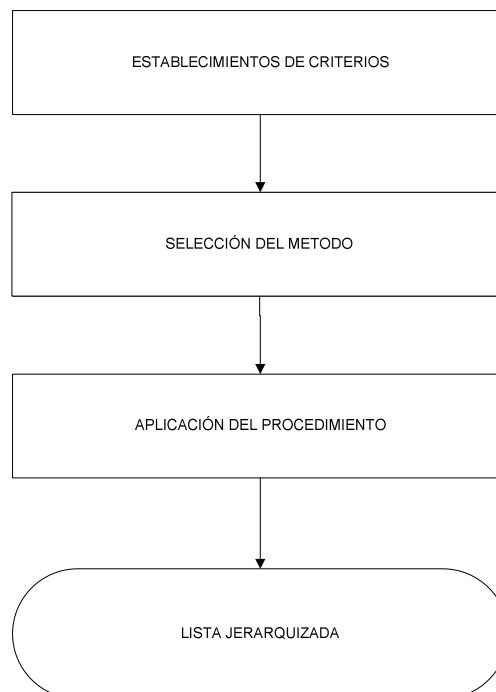 ESTABLECIMIENTOS DE CRITERIOS
SELECCIÓN DEL METODO
APLICACIÓN DEL PROCEDIMIENTO
LISTA JERARQUIZADA